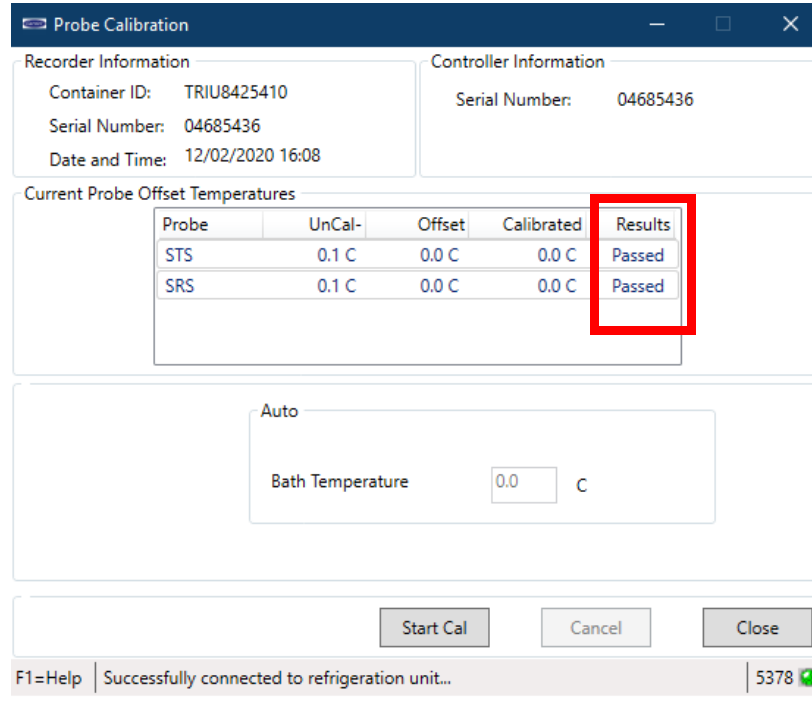 Probe Calibration
Recorder Information
Container ID: TRIU8425410
Serial Number: 04685436
Date and Time: 12/02/2020 16:08
Controller Information
Serial Number: 04685436
Current Probe Offset Temperatures
Probe UnCal- Offset Calibrated Results
STS 0.1 C 0.0 C 0.0 C Passed
SRS 0.1 C 0.0 C 0.0 C Passed
Auto
Bath Temperature 0.0 C
Start Cal Cancel Close
F1=Help Successfully connected to refrigeration unit... 5378